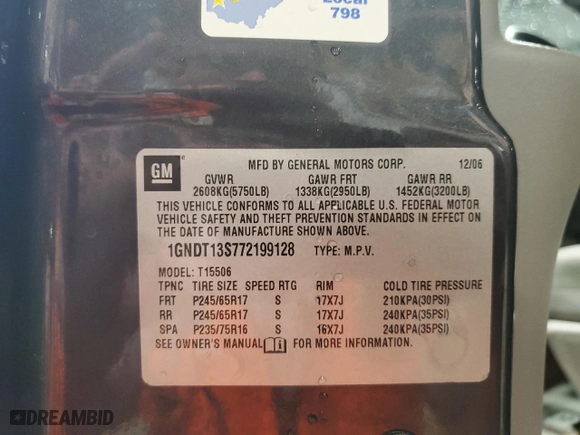 Local
798
GM
MFD BY GENERAL MOTORS CORP. 12/06
GVWR GAWR FRT GAWR RR
2608KG(5750LB) 1338KG(2950LB) 1452KG(3200LB)
THIS VEHICLE CONFORMS TO ALL APPLICABLE U.S. FEDERAL MOTOR
VEHICLE SAFETY AND THEFT PREVENTION STANDARDS IN EFFECT ON
THE DATE OF MANUFACTURE SHOWN ABOVE.
1GNDT13S772199128 TYPE: M.P.V.
MODEL: T15506
TPNC TIRE SIZE SPEED RTG RIM COLD TIRE PRESSURE
FRT P245/65R17 S 17X7J 210KPA(30PSI)
RR P245/65R17 S 17X7J 240KPA(35PSI)
SPA P235/75R16 S 16X7J 240KPA(35PSI)
SEE OWNER'S MANUAL FOR MORE INFORMATION.
DREAMBID